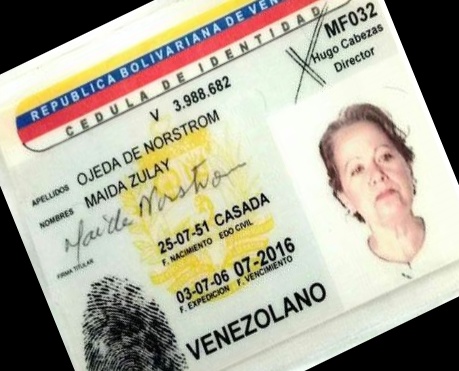 REPUBLICA BOLIVARIANA DE VEN
CEDULA DE IDENTIDAD
MF032
Hugo Cabezas
Director
V 3.988.682
APELLIDOS OJEDA DE NORSTROM
NOMBRES MAIDA ZULAY
Maida Norstrom
FIRMA TITULAR
25-07-51 CASADA
F. NACIMIENTO EDO CIVIL
03-07-06 07-2016
F. EXPEDICION F. VENCIMIENTO
VENEZOLANO